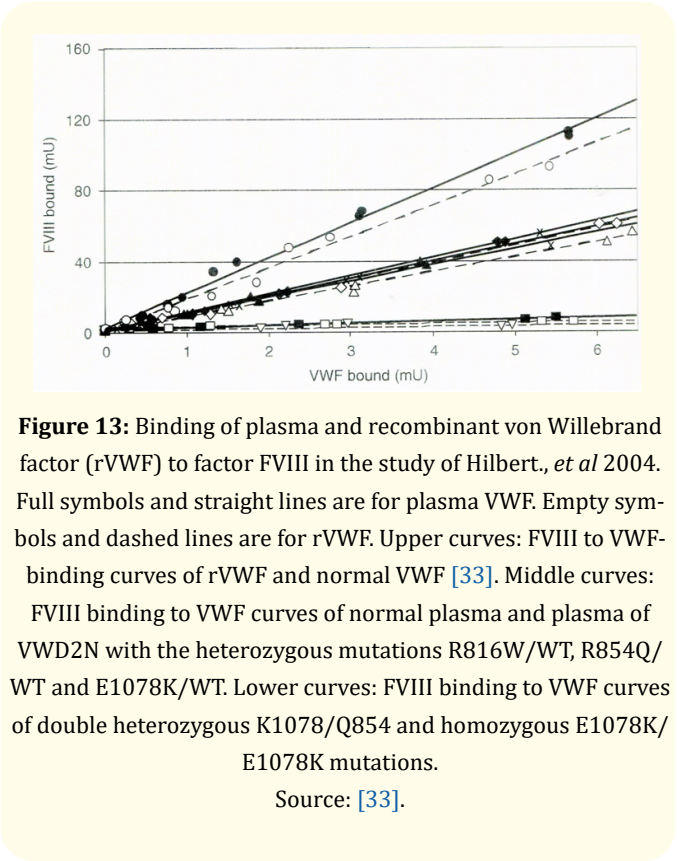 160
120
80
40
0
FVIII bound (mU)
0 1 2 3 4 5 6
VWF bound (mU)
Figure 13: Binding of plasma and recombinant von Willebrand
factor (rVWF) to factor FVIII in the study of Hilbert., et al 2004.
Full symbols and straight lines are for plasma VWF. Empty sym-
bols and dashed lines are for rVWF. Upper curves: FVIII to VWF-
binding curves of rVWF and normal VWF [33]. Middle curves:
FVIII binding to VWF curves of normal plasma and plasma of
VWD2N with the heterozygous mutations R816W/WT, R854Q/
WT and E1078K/WT. Lower curves: FVIII binding to VWF curves
of double heterozygous K1078/Q854 and homozygous E1078K/
E1078K mutations.
Source: [33].